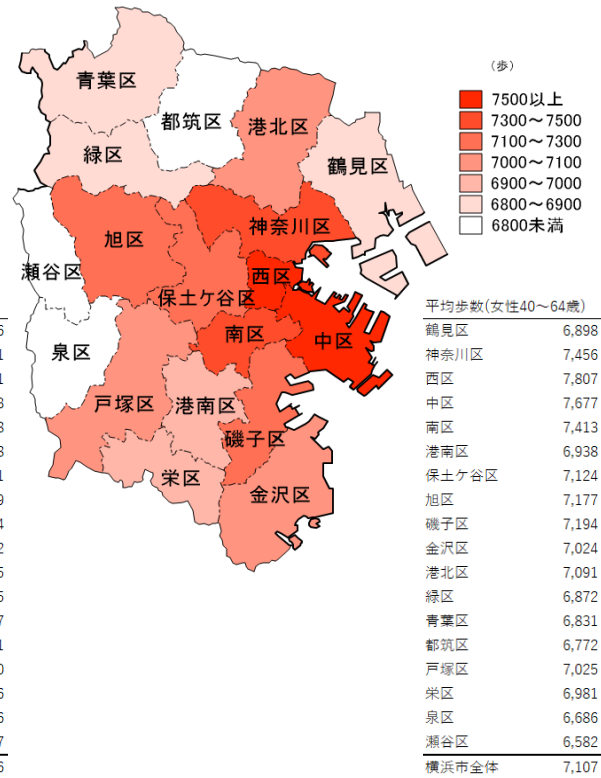 (歩)
7500以上
7300～7500
7100～7300
7000～7100
6900～7000
6800～6900
6800未満
青葉区
都筑区
港北区
緑区
鶴見区
神奈川区
旭区
瀬谷区
西区
保土ケ谷区
南区
中区
泉区
戸塚区
港南区
磯子区
栄区
金沢区
平均歩数(女性40～64歳)
鶴見区 6,898
神奈川区 7,456
西区 7,807
中区 7,677
南区 7,413
港南区 6,938
保土ケ谷区 7,124
旭区 7,177
磯子区 7,194
金沢区 7,024
港北区 7,091
緑区 6,872
青葉区 6,831
都筑区 6,772
戸塚区 7,025
栄区 6,981
泉区 6,686
瀬谷区 6,582
横浜市全体 7,107